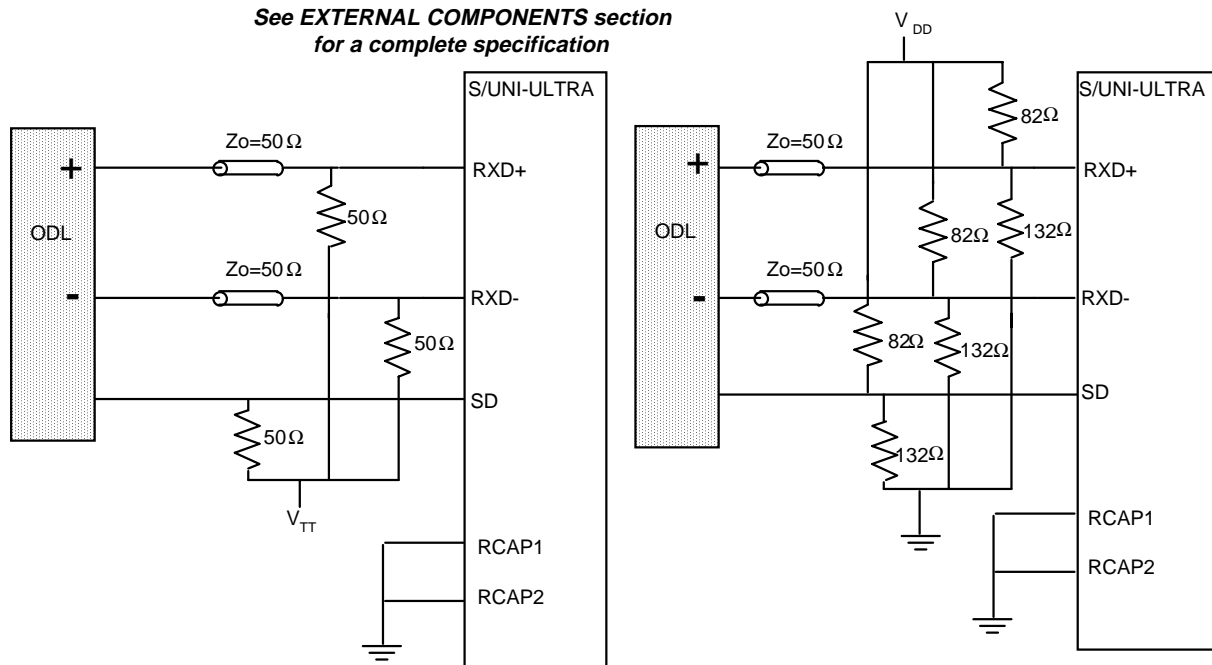 See EXTERNAL COMPONENTS section
for a complete specification
S/UNI-ULTRA
+
Zo=50Ω
RXD+
50Ω
ODL
Zo=50Ω
-
RXD-
50Ω
SD
50Ω
VTT
RCAP1
RCAP2
V DD
S/UNI-ULTRA
82Ω
+
Zo=50Ω
RXD+
ODL
82Ω
132Ω
Zo=50Ω
-
RXD-
82Ω
132Ω
SD
132Ω
RCAP1
RCAP2